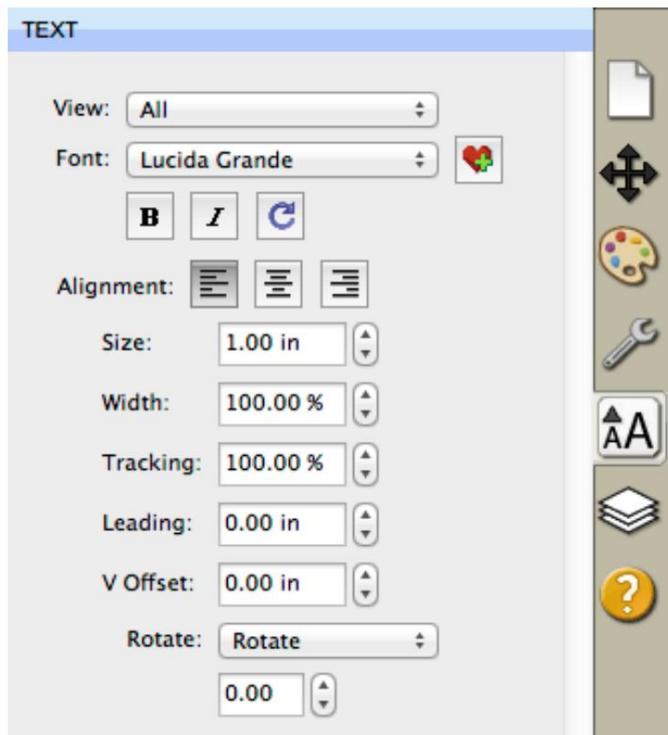 TEXT
View: All
Font: Lucida Grande
B I C
Alignment:
Size: 1.00 in
Width: 100.00 %
Tracking: 100.00 %
AA
Leading: 0.00 in
V Offset: 0.00 in
?
Rotate: Rotate
0.00